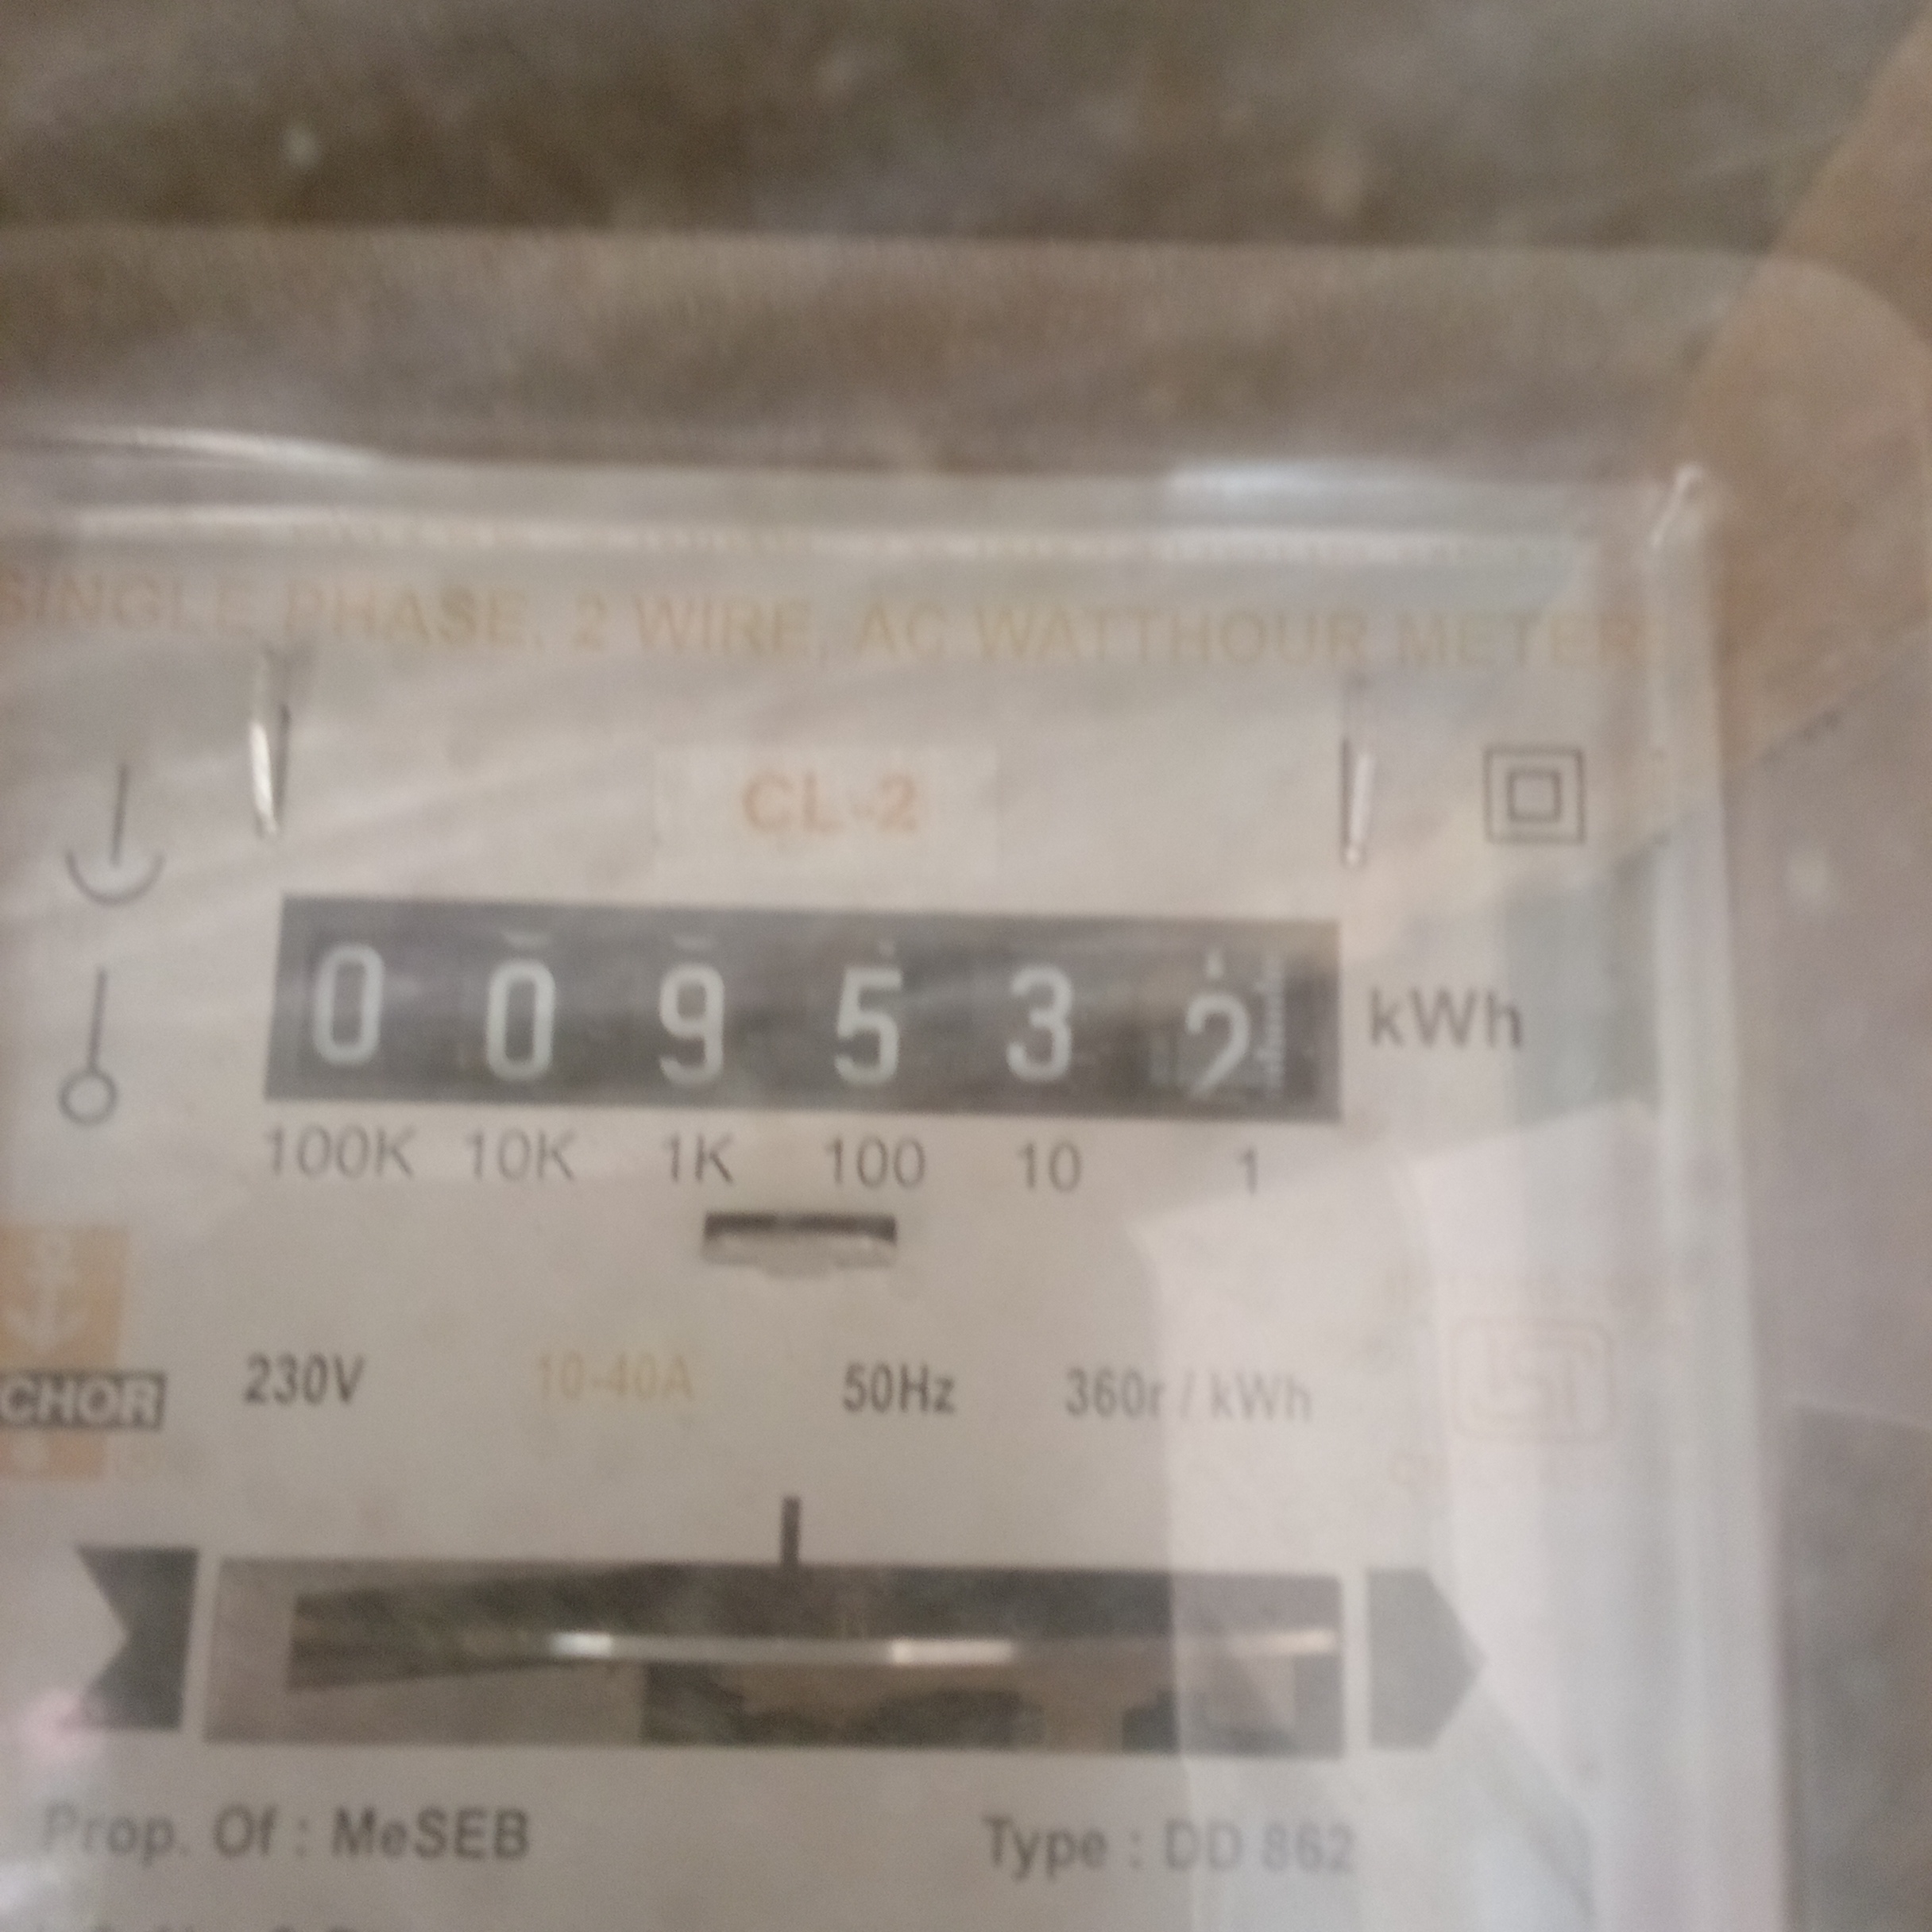 SINGLE PHASE, 2 WIRE, AC WATTHOUR METER
CL-2
0 0 9 5 3 2 kWh
100K 10K 1K 100 10 1
CHOR
230V 10-40A 50Hz 360r / kWh
Prop. Of : MeSEB Type : DD 862